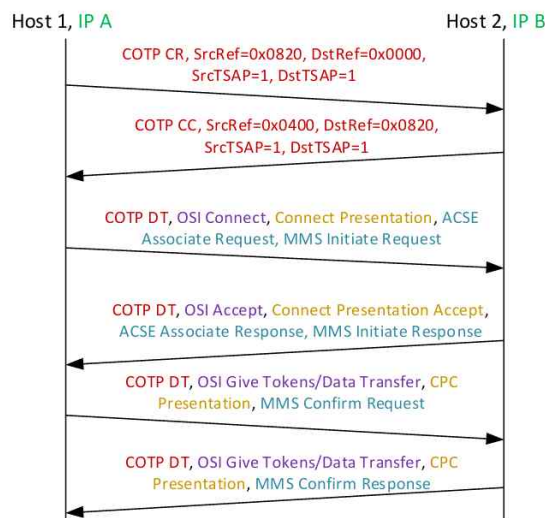 Host 1, IP A
Host 2, IP B
COTP CR, SrcRef=0x0820, DstRef=0x0000,
SrcTSAP=1, DstTSAP=1
COTP CC, SrcRef=0x0400, DstRef=0x0820,
SrcTSAP=1, DstTSAP=1
COTP DT, OSI Connect, Connect Presentation, ACSE
Associate Request, MMS Initiate Request
COTP DT, OSI Accept, Connect Presentation Accept,
ACSE Associate Response, MMS Initiate Response
COTP DT, OSI Give Tokens/Data Transfer, CPC
Presentation, MMS Confirm Request
COTP DT, OSI Give Tokens/Data Transfer, CPC
Presentation, MMS Confirm Response